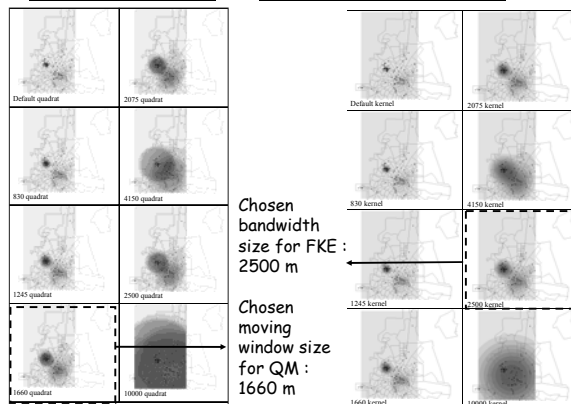 Default quadrat
2075 quadrat
830 quadrat
4150 quadrat
1245 quadrat
2500 quadrat
1660 quadrat
10000 quadrat
Chosen
bandwidth
size for FKE :
2500 m
Chosen
moving
window size
for QM :
1660 m
Default kernel
2075 kernel
830 kernel
4150 kernel
1245 kernel
2500 kernel
1660 kernel
10000 kernel